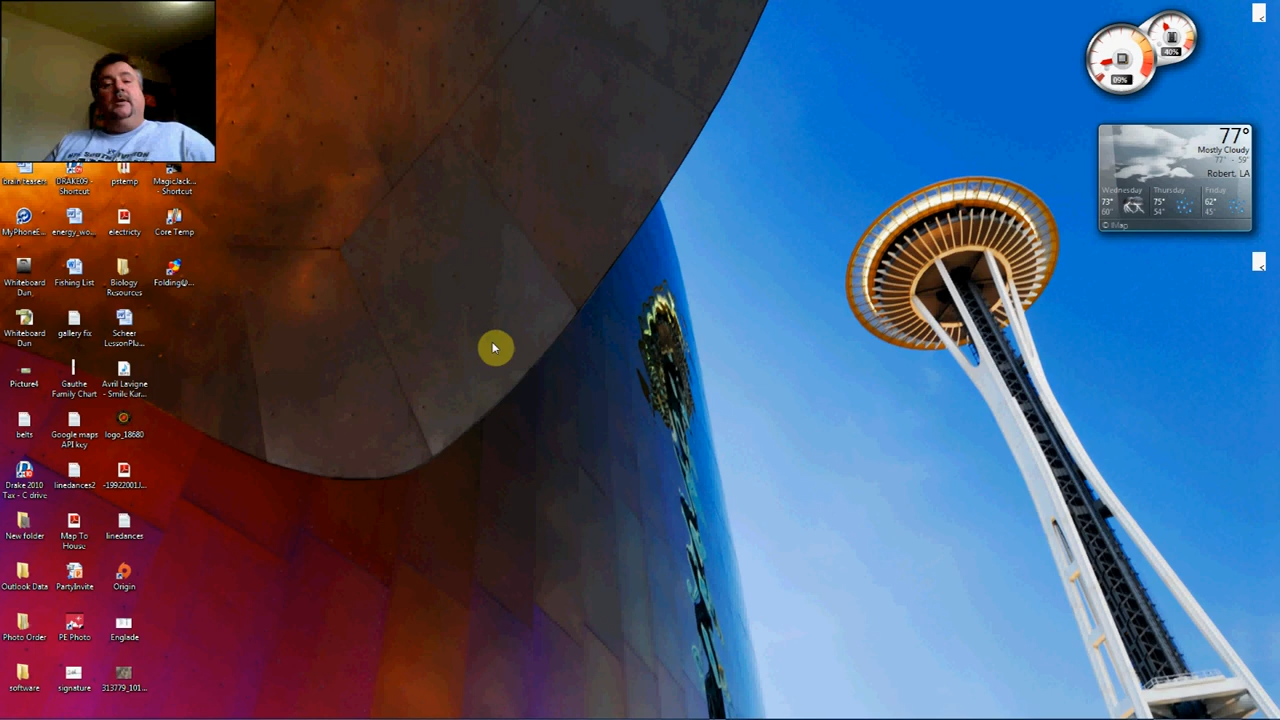 40%
09%
77°
Mostly Cloudy
77° - 59°
Robert, LA
Wednesday Thursday Friday
73° 75° 62°
60° 54° 45°
© iMap
brain teasers
DRAKE09 - Shortcut
pstemp
MagicJack... - Shortcut
MyPhoneE...
energy_wo...
electricty
Core Temp
Whiteboard Dan,
Fishing List
Biology Resources
Folding@...
Whiteboard Dan
gallery fix
Scheer LessonPla...
Picture4
Gauthe Family Chart
Avril Lavigne - Smile Kar...
belts
Google maps API key
logo_18680
Drake 2010 Tax - C drive
linedances2
-19922001J...
New folder
Map To House
linedances
Outlook Data
PartyInvite
Origin
Photo Order
PE Photo
Englade
software
signature
313779_101...